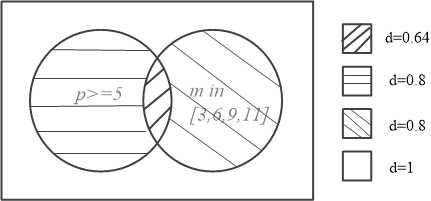 p>=5
m in
[3,6,9,11]
d=0.64
d=0.8
d=0.8
d=1